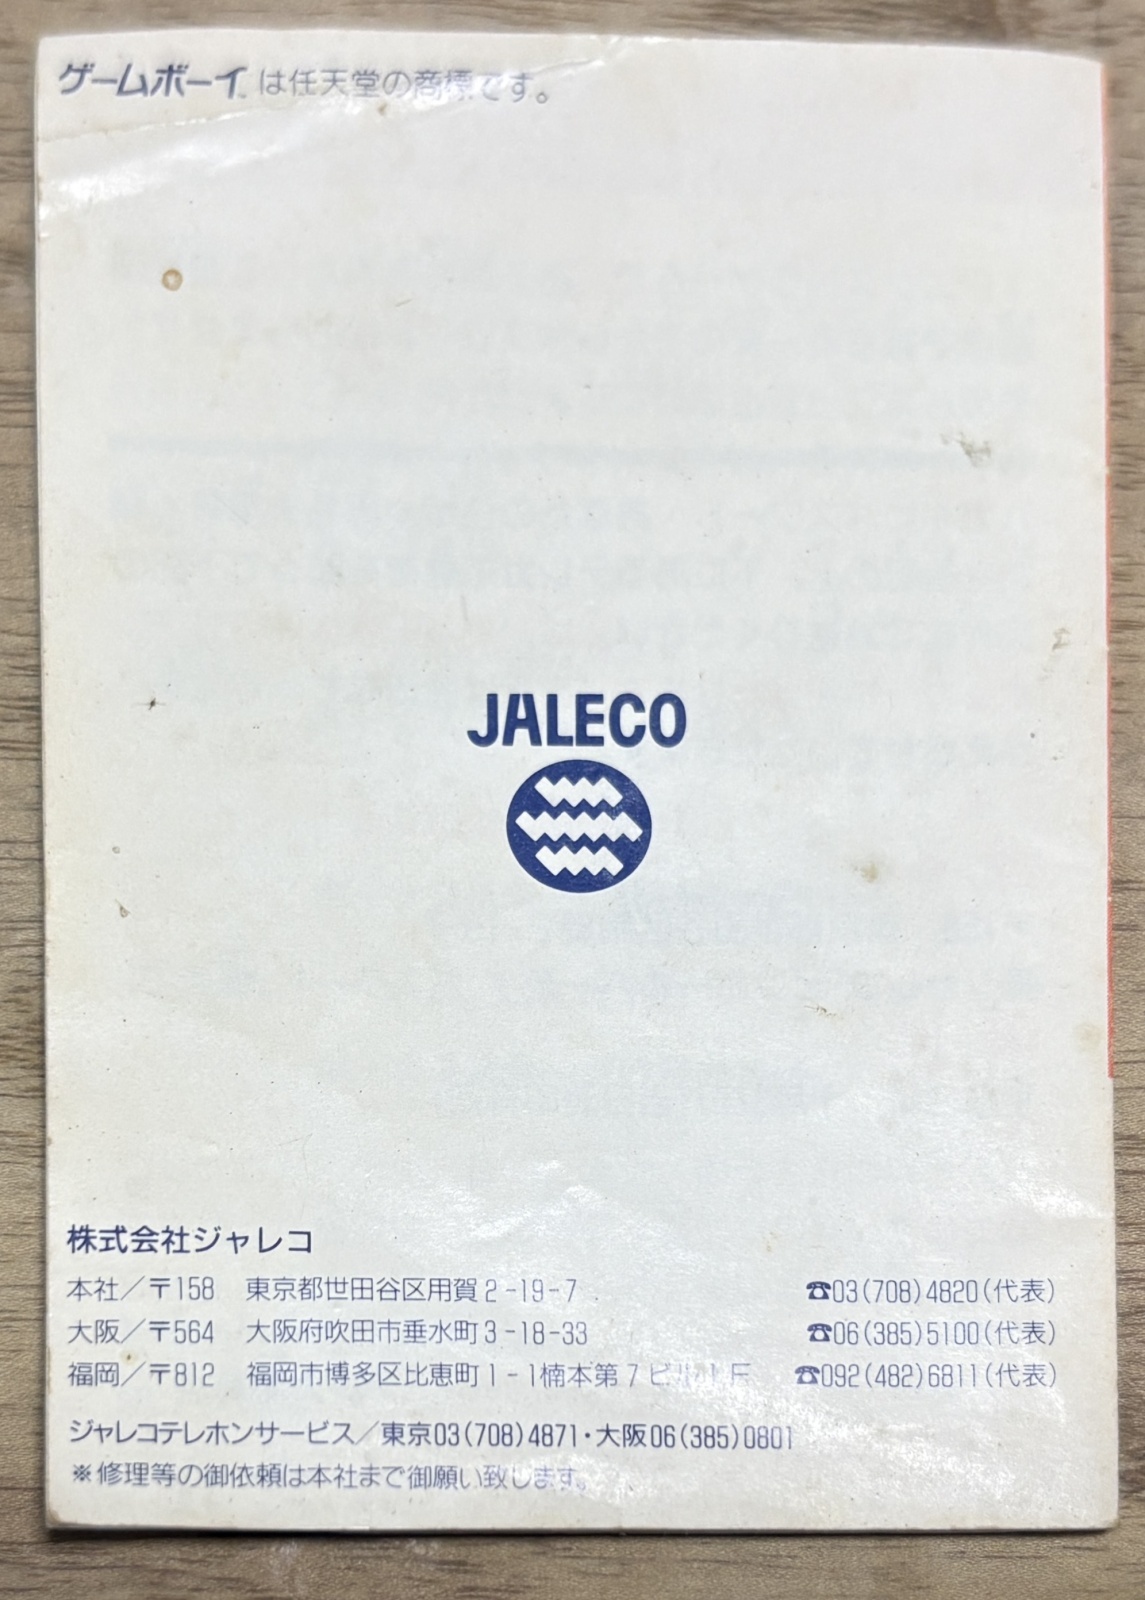 ゲームボーイは任天堂の商標です。
JALECO
株式会社ジャレコ
本社／〒158 東京都世田谷区用賀2-19-7 ☎03(708)4820(代表)
大阪／〒564 大阪府吹田市垂水町3-18-33 ☎06(385)5100(代表)
福岡／〒812 福岡市博多区比恵町1-1楠本第7ビル1F ☎092(482)6811(代表)
ジャレコテレホンサービス／東京03(708)4871・大阪06(385)0801
※修理等の御依頼は本社まで御願い致します。